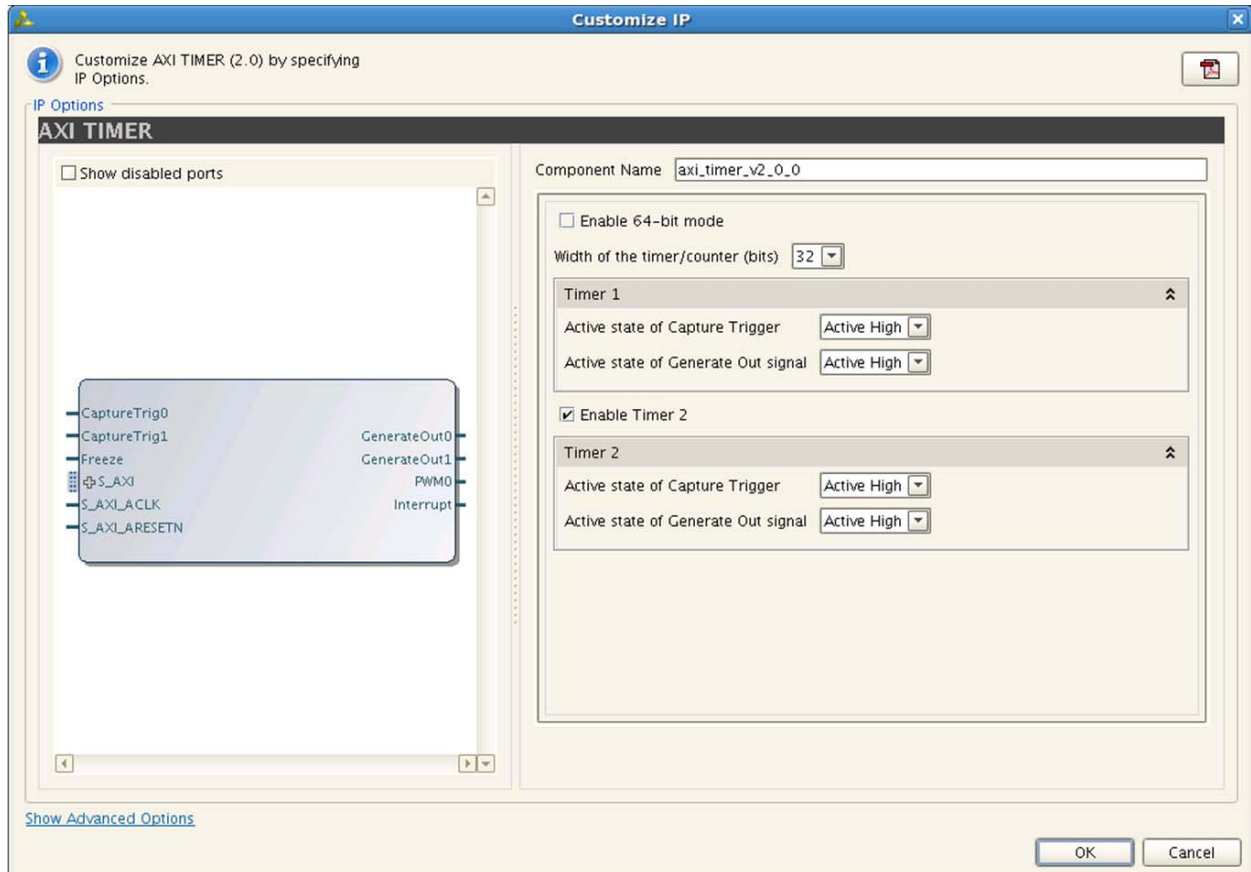 Customize IP
Customize AXI TIMER (2.0) by specifying
IP Options.
IP Options
AXI TIMER
Show disabled ports
CaptureTrig0
CaptureTrig1
Freeze
S_AXI
S_AXI_ACLK
S_AXI_ARESETN
GenerateOut0
GenerateOut1
PWM0
Interrupt
Component Name axi_timer_v2_0_0
Enable 64-bit mode
Width of the timer/counter (bits) 32
Timer 1
Active state of Capture Trigger Active High
Active state of Generate Out signal Active High
Enable Timer 2
Timer 2
Active state of Capture Trigger Active High
Active state of Generate Out signal Active High
Show Advanced Options
OK Cancel